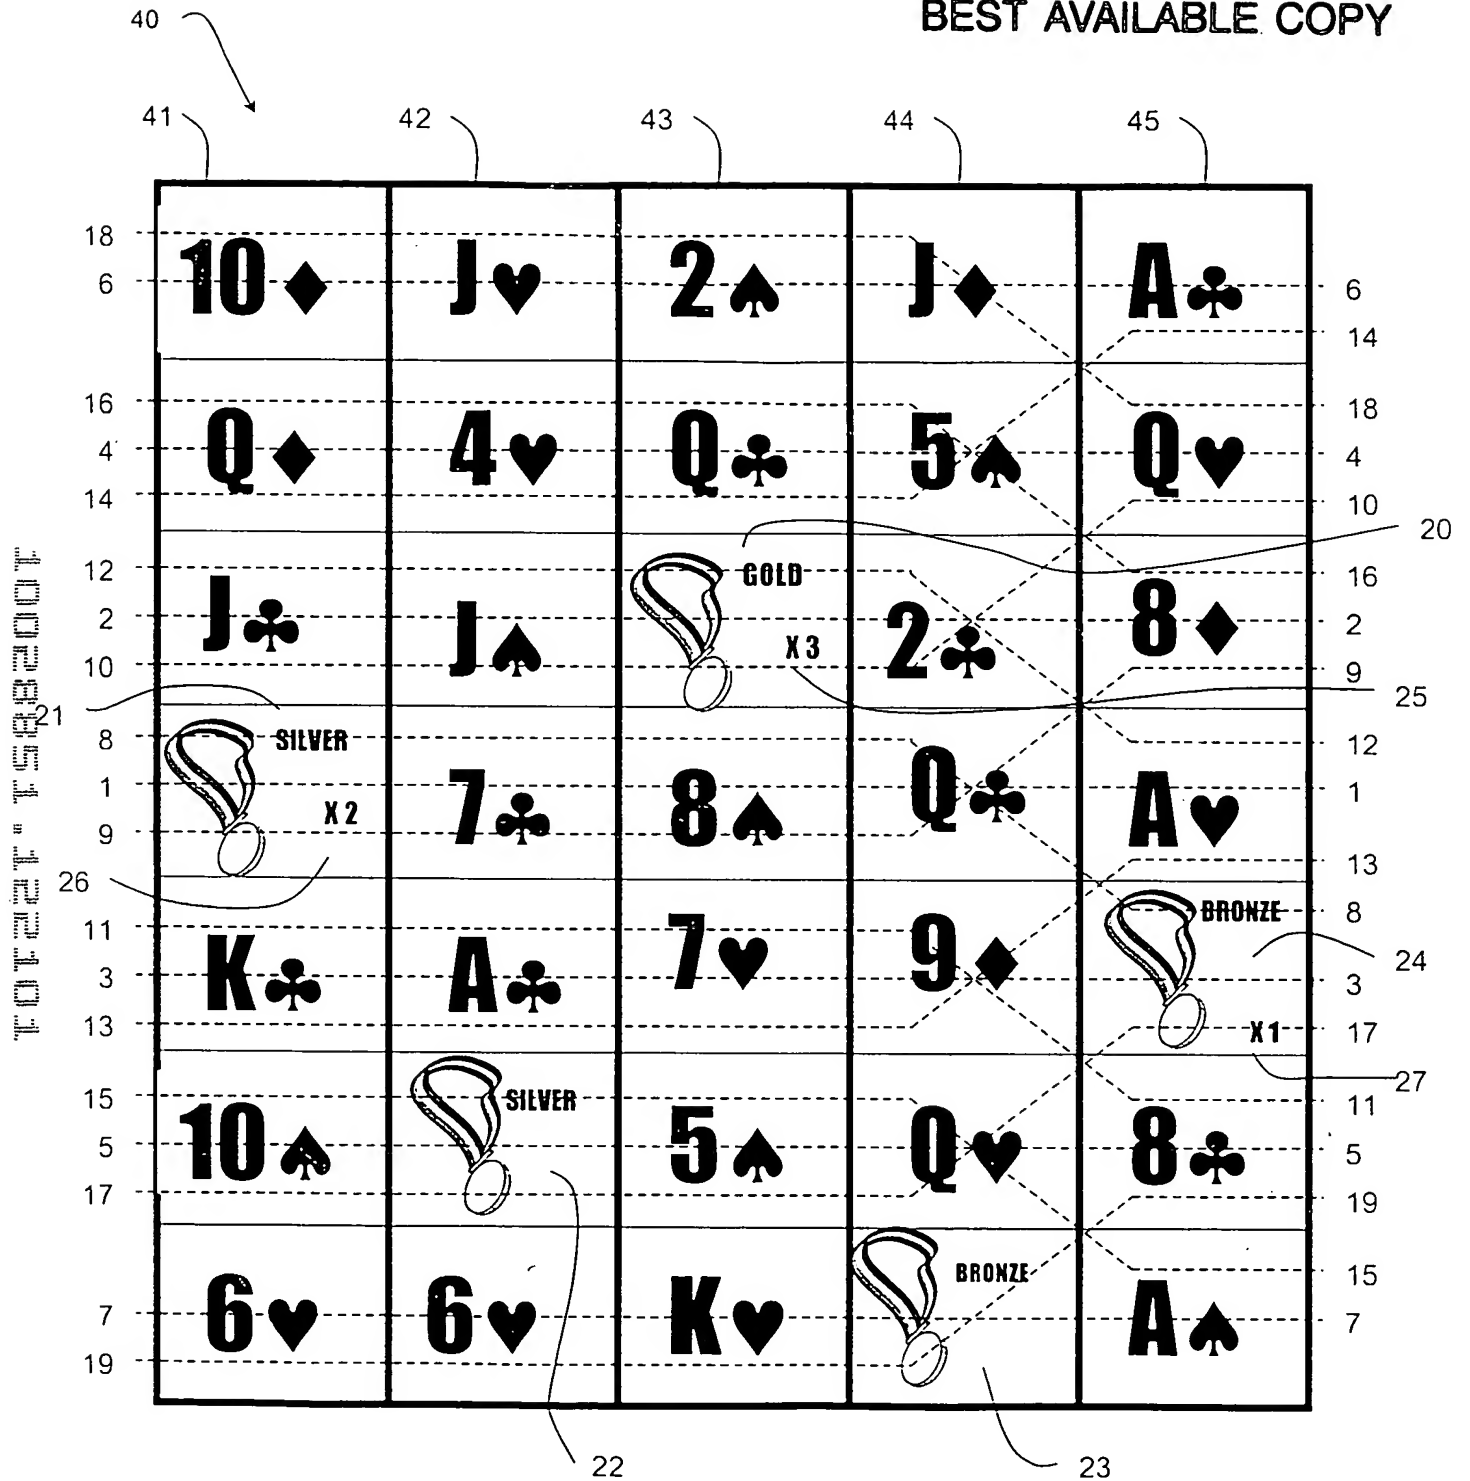 BEST AVAILABLE COPY
40
41 42 43 44 45
18
6 10♦ J♥ 2♠ J♦ A♣ 6
14
16 18
4 Q♦ 4♥ Q♣ 5♠ Q♥ 4
14 10
20
12 GOLD 16
2 J♣ J♠ 2♣ 8♦ 2
10 X 3 9
21 25
8 SILVER 12
1 7♣ 8♠ Q♣ A♥ 1
9 X 2 13
26
11 BRONZE 8
24
3 K♣ A♣ 7♥ 9♦ 3
13 X 1 17
27
15 SILVER 11
5 10♠ 5♠ Q♥ 8♣ 5
17 19
BRONZE 15
7 6♥ 6♥ K♥ A♠ 7
19
22 23
10028851.122101